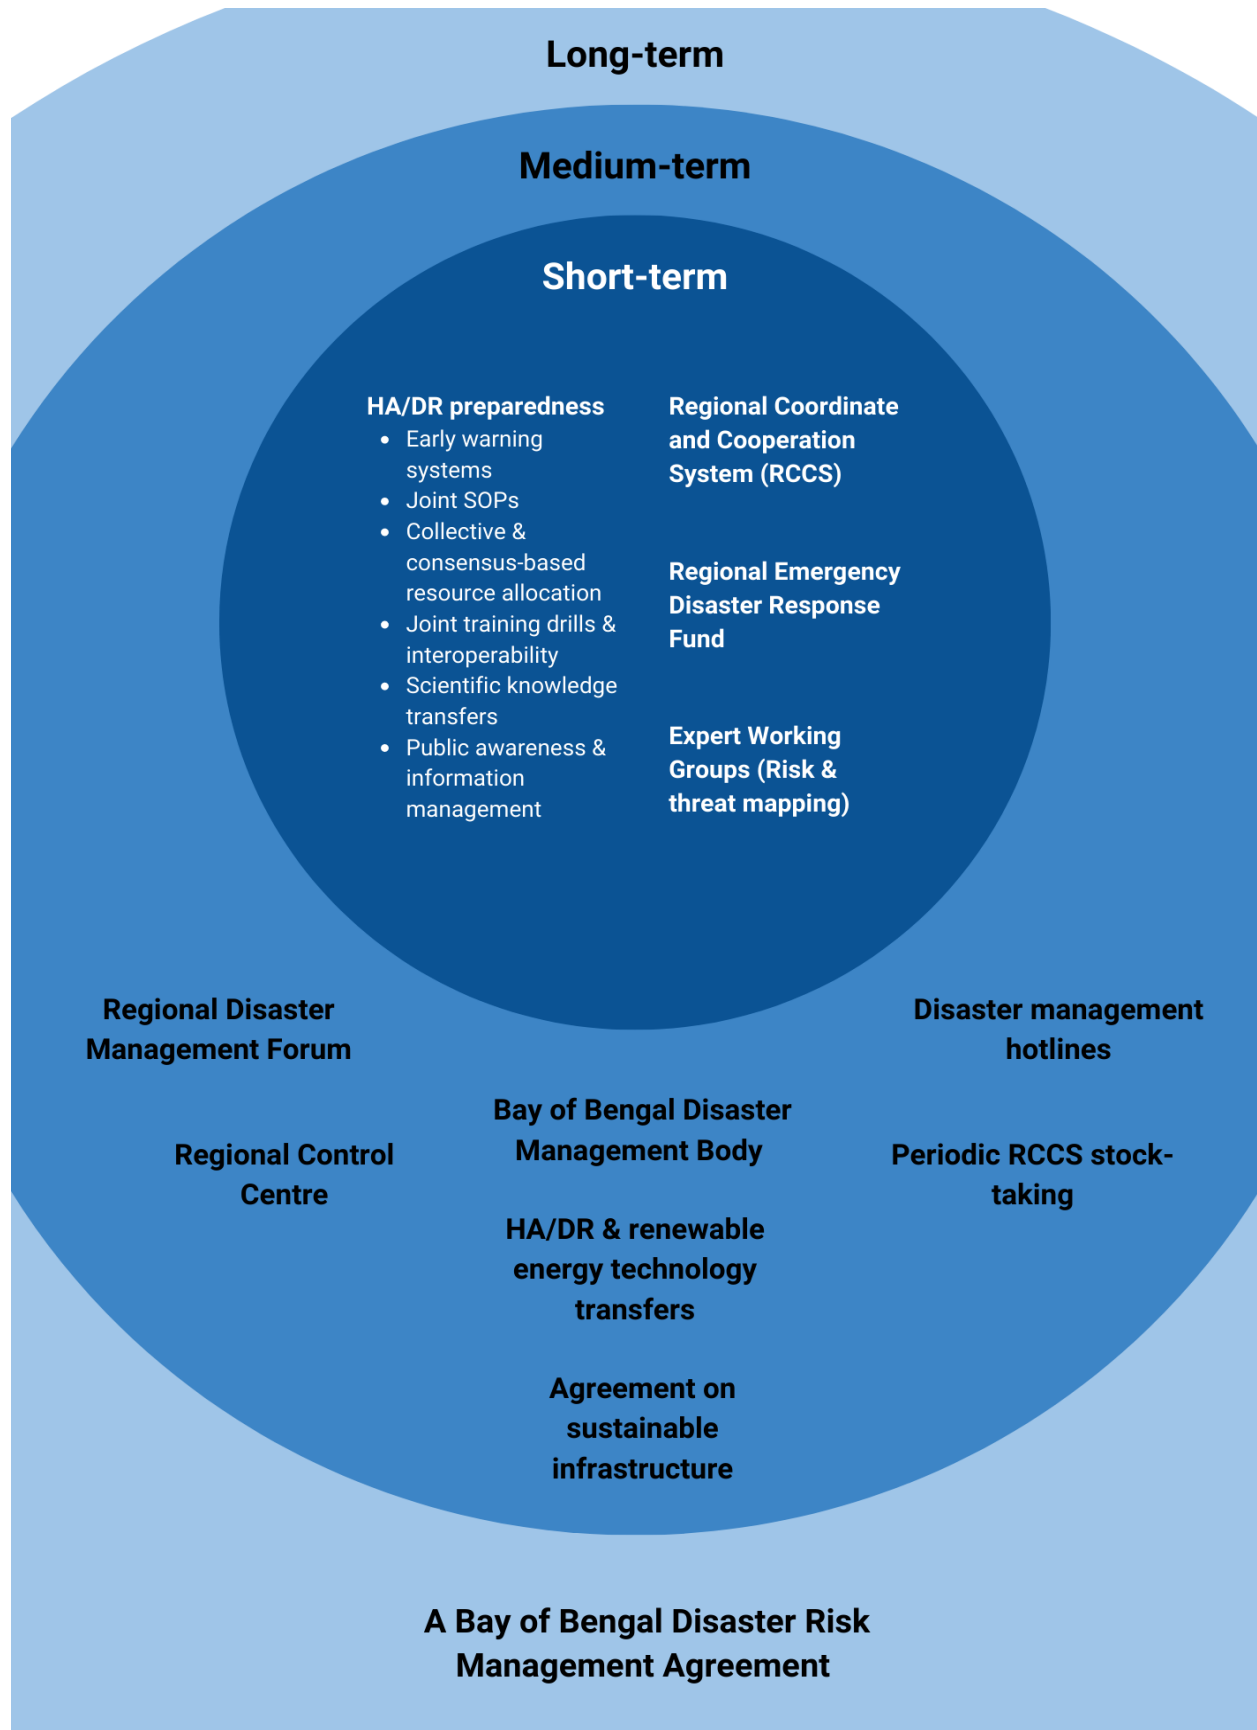 Long-term
Medium-term
Short-term
HA/DR preparedness
• Early warning
systems
• Joint SOPs
• Collective &
consensus-based
resource allocation
• Joint training drills &
interoperability
• Scientific knowledge
transfers
• Public awareness &
information
management
Regional Coordinate
and Cooperation
System (RCCS)
Regional Emergency
Disaster Response
Fund
Expert Working
Groups (Risk &
threat mapping)
Regional Disaster
Management Forum
Disaster management
hotlines
Bay of Bengal Disaster
Management Body
Regional Control
Centre
Periodic RCCS stock-
taking
HA/DR & renewable
energy technology
transfers
Agreement on
sustainable
infrastructure
A Bay of Bengal Disaster Risk
Management Agreement